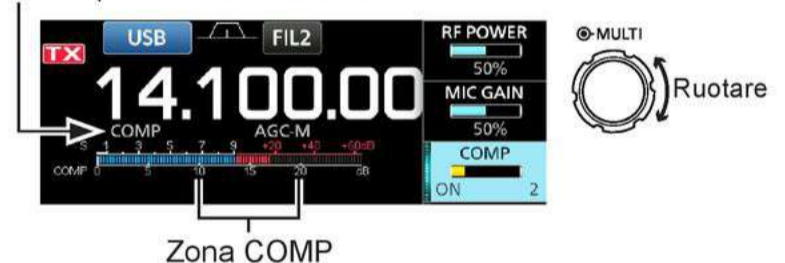 TX USB FIL2
14.100.00
COMP AGC-M
S 1 3 5 7 9 +20 +40 +60dB
COMP 0 5 10 15 20 dB
RF POWER
50%
MIC GAIN
50%
COMP
ON 2
MULTI
Ruotare
Zona COMP